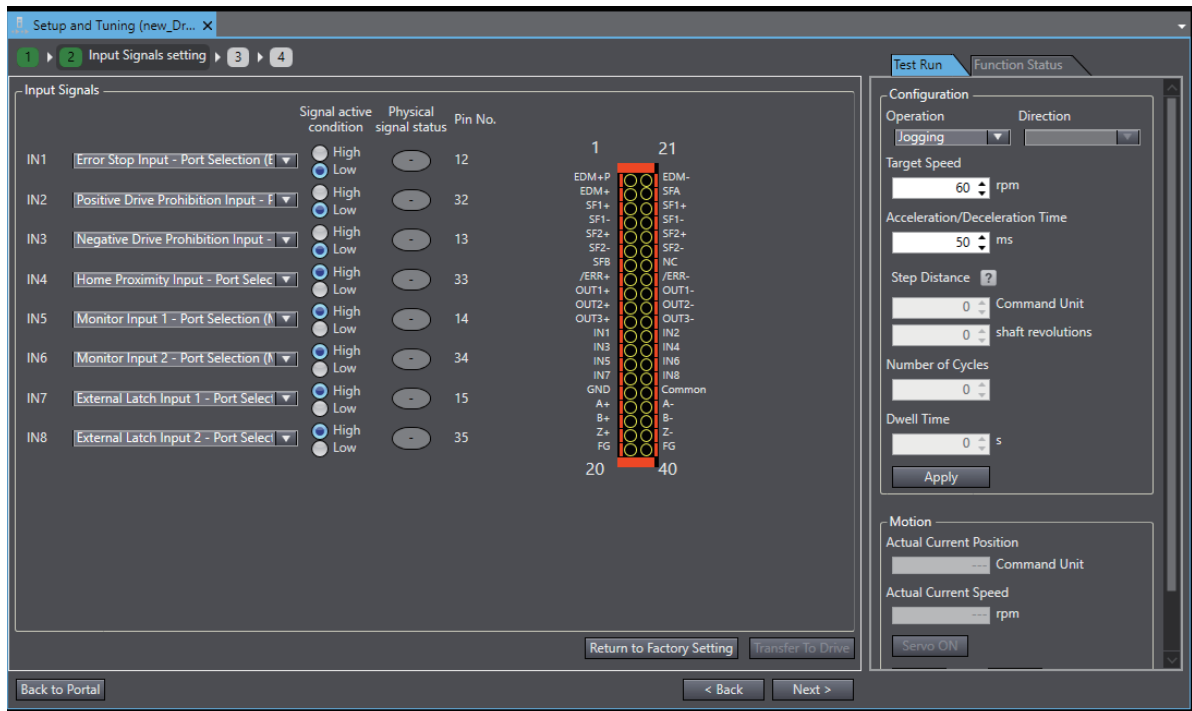 Setup and Tuning (new_Dr... X
1 2 Input Signals setting 3 4
Input Signals
Signal active condition Physical signal status Pin No.
IN1 Error Stop Input - Port Selection (E High Low - 12
IN2 Positive Drive Prohibition Input - P High Low - 32
IN3 Negative Drive Prohibition Input - High Low - 13
IN4 Home Proximity Input - Port Selec High Low - 33
IN5 Monitor Input 1 - Port Selection (M High Low - 14
IN6 Monitor Input 2 - Port Selection (M High Low - 34
IN7 External Latch Input 1 - Port Select High Low - 15
IN8 External Latch Input 2 - Port Select High Low - 35
1 21
EDM+P EDM-
EDM+ SFA
SF1+ SF1+
SF1- SF1-
SF2+ SF2+
SF2- SF2-
SFB NC
/ERR+ /ERR-
OUT1+ OUT1-
OUT2+ OUT2-
OUT3+ OUT3-
IN1 IN2
IN3 IN4
IN5 IN6
IN7 IN8
GND Common
A+ A-
B+ B-
Z+ Z-
FG FG
20 40
Return to Factory Setting Transfer To Drive
Back to Portal < Back Next >
Test Run Function Status
Configuration
Operation Direction
Jogging
Target Speed
60 rpm
Acceleration/Deceleration Time
50 ms
Step Distance ?
0 Command Unit
0 shaft revolutions
Number of Cycles
0
Dwell Time
0 s
Apply
Motion
Actual Current Position
--- Command Unit
Actual Current Speed
--- rpm
Servo ON